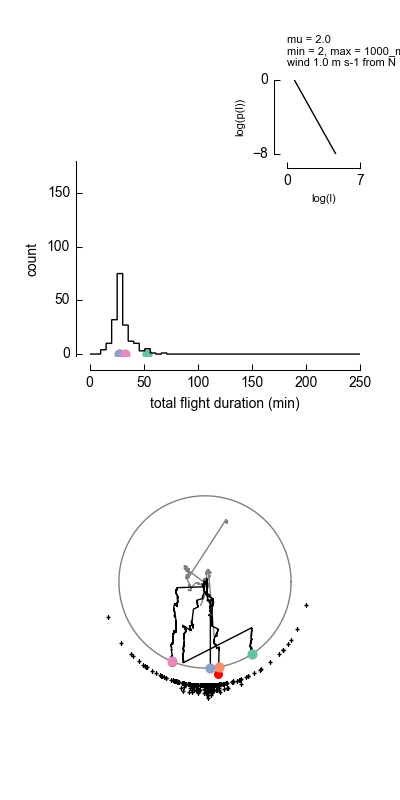 mu = 2.0
min = 2, max = 1000_m
wind 1.0 m s-1 from N
0
−8
log(p(l))
0 7
log(l)
150
100
50
0
count
0 50 100 150 200 250
total flight duration (min)